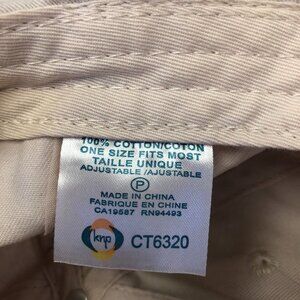 100% COTTON/COTON
ONE SIZE FITS MOST
TAILLE UNIQUE
ADJUSTABLE/AJUSTABLE
P
MADE IN CHINA
FABRIQUE EN CHINE
CA19587 RN94493
knp CT6320